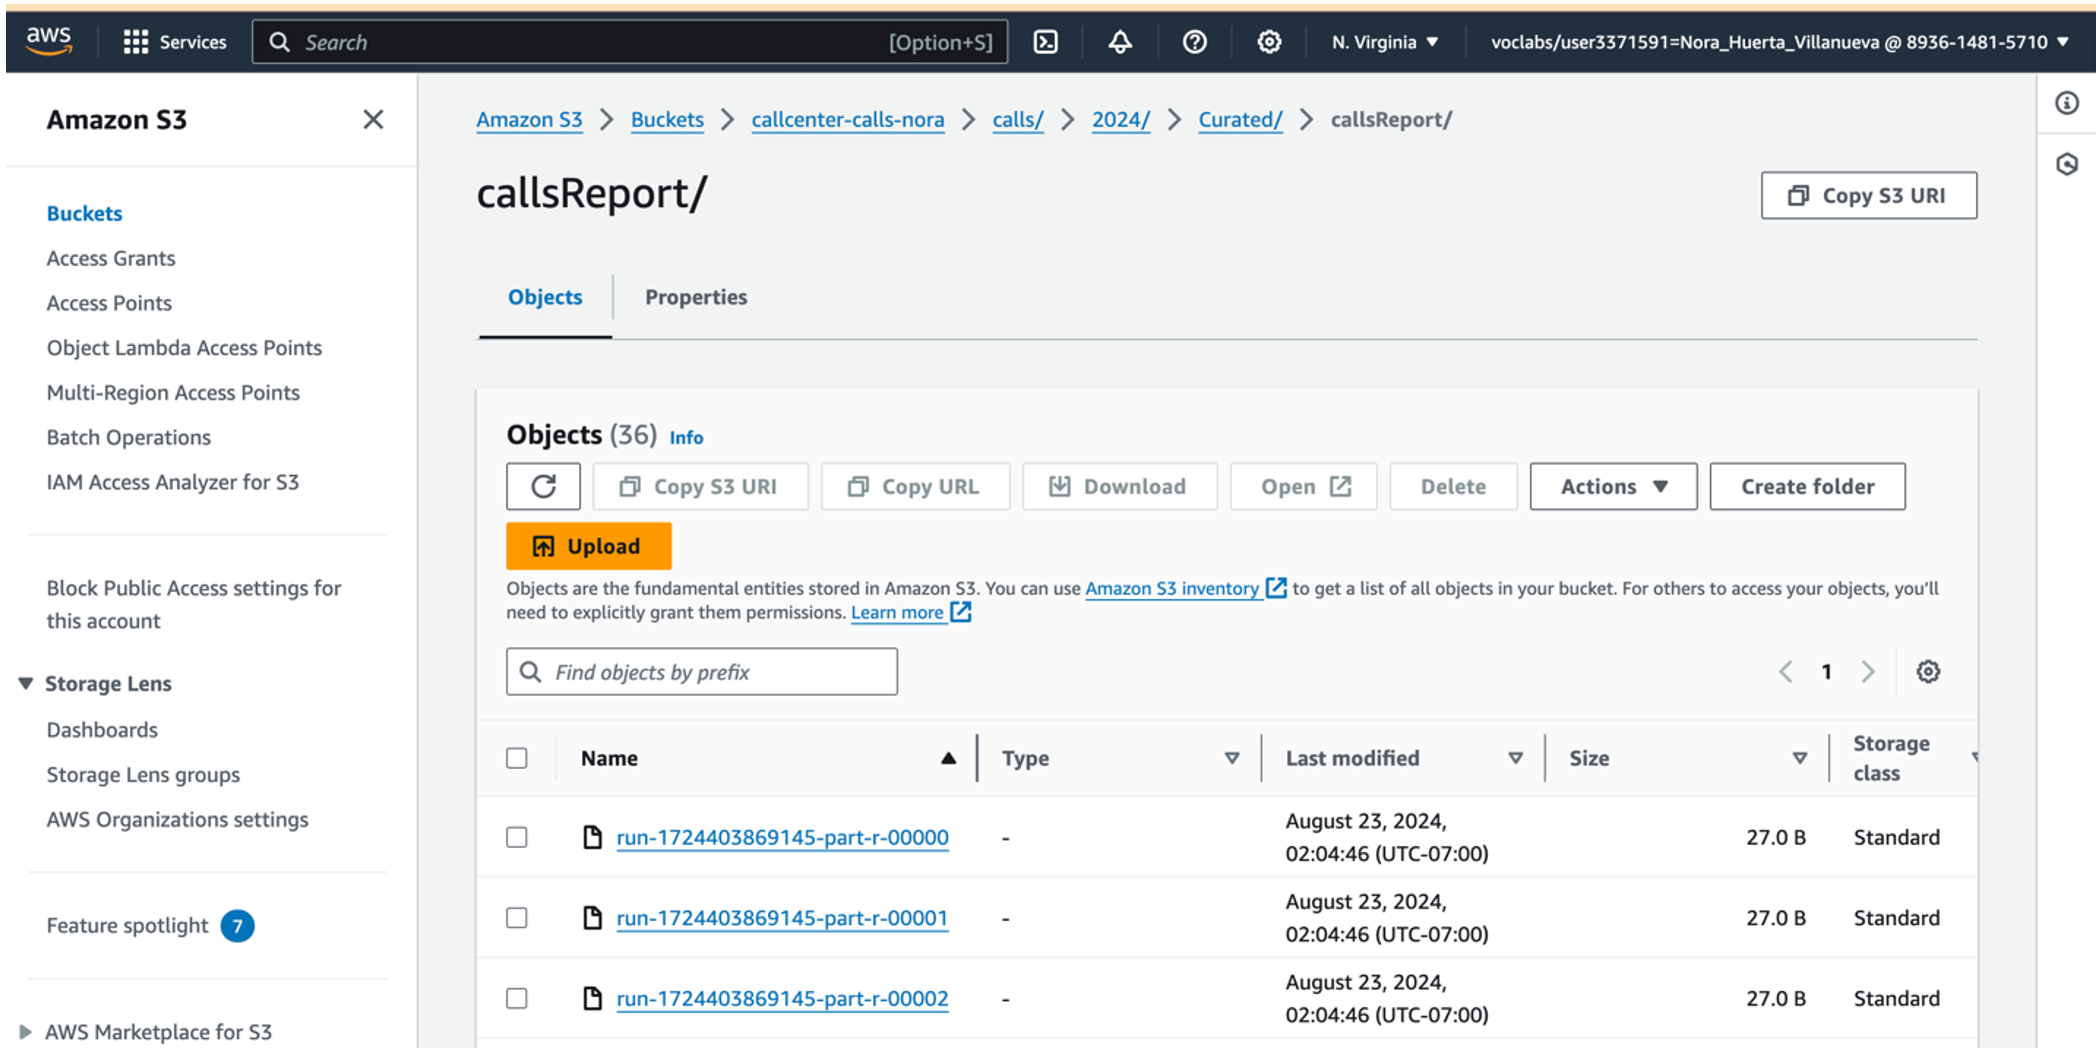 aws
Services
Search
[Option+S]
N. Virginia
voclabs/user3371591=Nora_Huerta_Villanueva @ 8936-1481-5710
Amazon S3
Buckets
Access Grants
Access Points
Object Lambda Access Points
Multi-Region Access Points
Batch Operations
IAM Access Analyzer for S3
Block Public Access settings for
this account
Storage Lens
Dashboards
Storage Lens groups
AWS Organizations settings
Feature spotlight 7
AWS Marketplace for S3
Amazon S3 > Buckets > callcenter-calls-nora > calls/ > 2024/ > Curated/ > callsReport/
callsReport/
Copy S3 URI
Objects
Properties
Objects (36) Info
Copy S3 URI
Copy URL
Download
Open
Delete
Actions
Create folder
Upload
Objects are the fundamental entities stored in Amazon S3. You can use Amazon S3 inventory to get a list of all objects in your bucket. For others to access your objects, you'll
need to explicitly grant them permissions. Learn more
Find objects by prefix
1
Name
Type
Last modified
Size
Storage
class
run-1724403869145-part-r-00000
-
August 23, 2024,
02:04:46 (UTC-07:00)
27.0 B
Standard
run-1724403869145-part-r-00001
-
August 23, 2024,
02:04:46 (UTC-07:00)
27.0 B
Standard
run-1724403869145-part-r-00002
-
August 23, 2024,
02:04:46 (UTC-07:00)
27.0 B
Standard